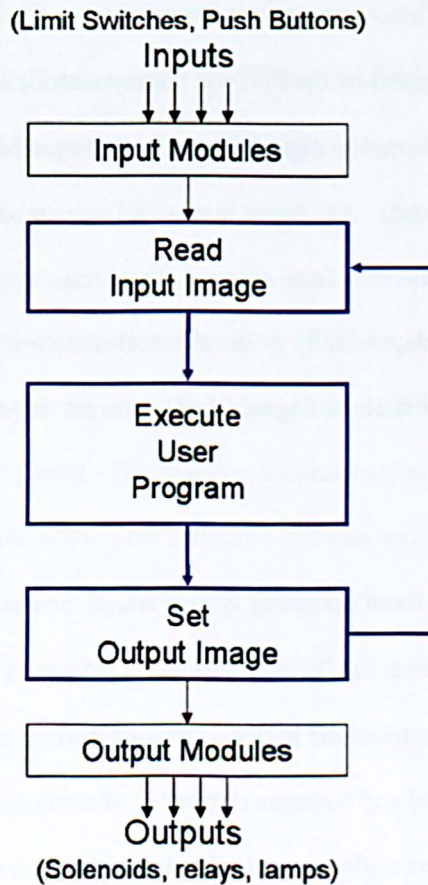 (Limit Switches, Push Buttons)
Inputs
Input Modules
Read
Input Image
Execute
User
Program
Set
Output Image
Output Modules
Outputs
(Solenoids, relays, lamps)